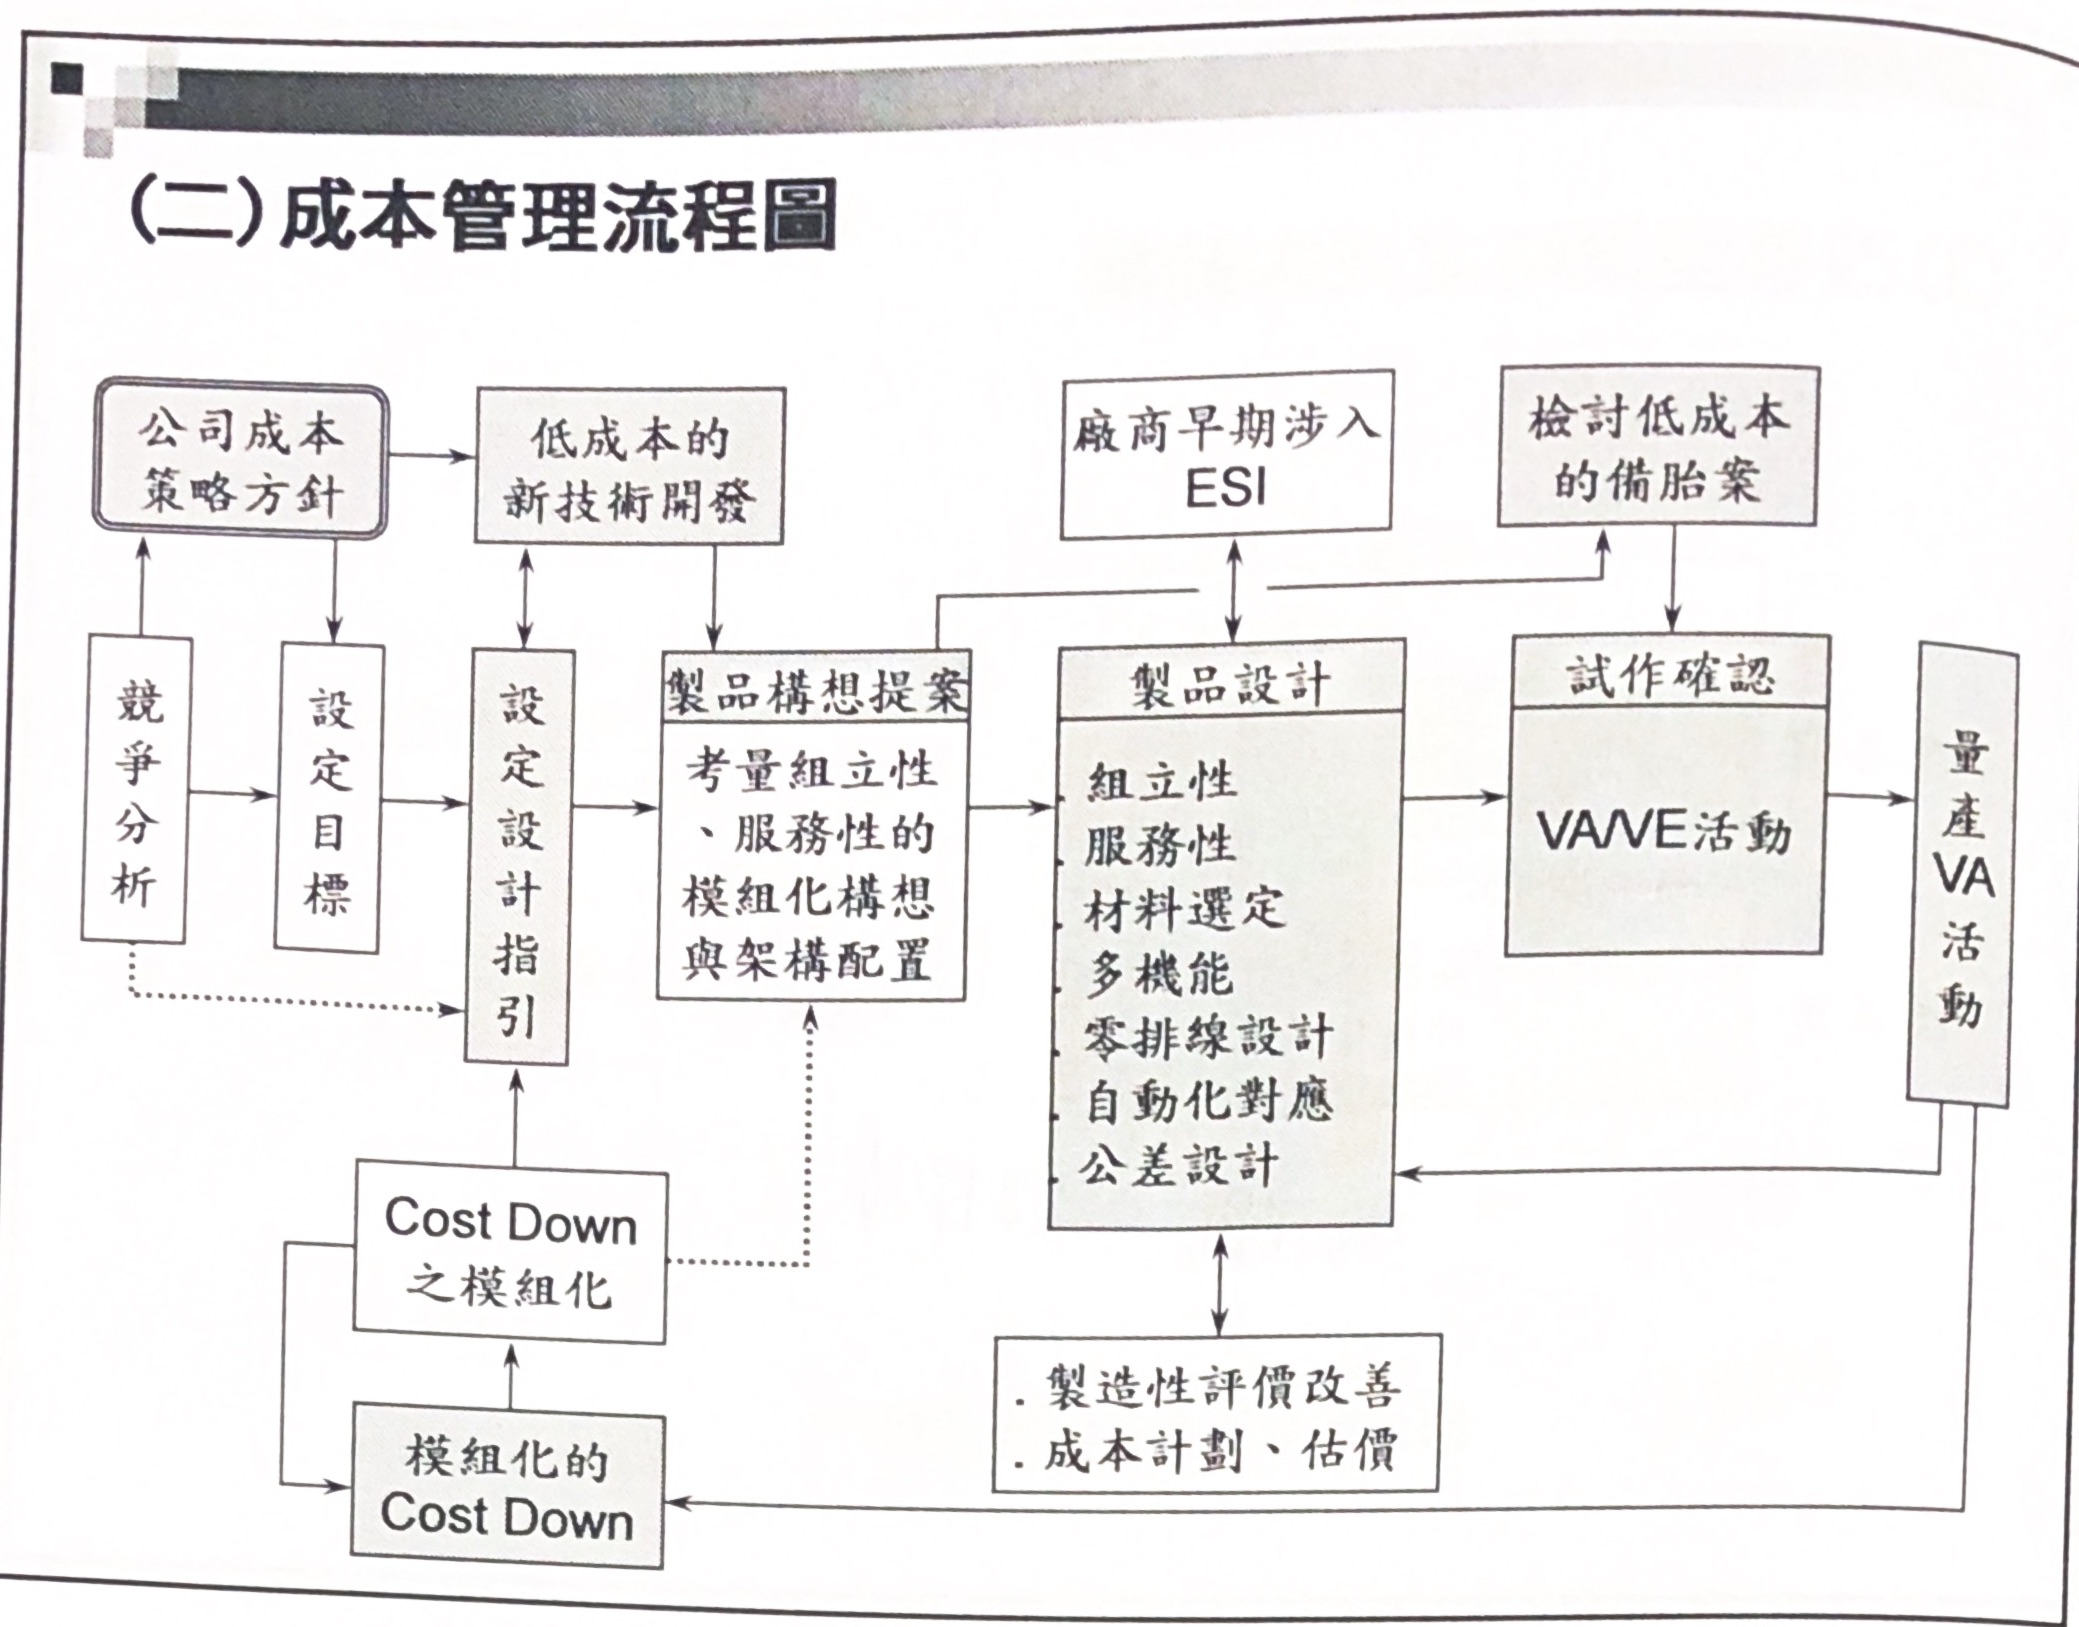 (二)成本管理流程圖
公司成本
策略方針
低成本的
新技術開發
廠商早期涉入
ESI
檢討低成本
的備胎案
競爭分析
設定目標
設定設計指引
製品構想提案
考量組立性
、服務性的
模組化構想
與架構配置
製品設計
組立性
服務性
材料選定
多機能
零排線設計
自動化對應
公差設計
試作確認
VA/VE活動
量產VA活動
Cost Down
之模組化
模組化的
Cost Down
. 製造性評價改善
. 成本計劃、估價